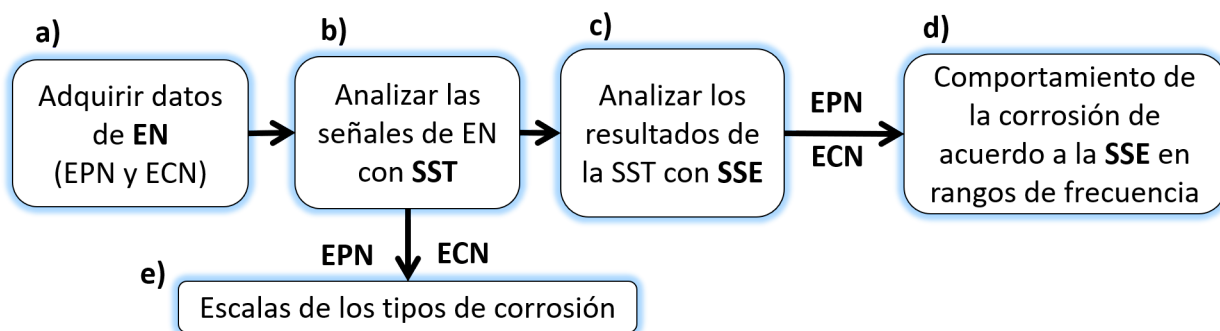 a)
Adquirir datos
de EN
(EPN y ECN)
b)
Analizar las
señales de EN
con SST
c)
Analizar los
resultados de
la SST con SSE
EPN
ECN
d)
Comportamiento de
la corrosión de
acuerdo a la SSE en
rangos de frecuencia
EPN
ECN
e)
Escalas de los tipos de corrosión